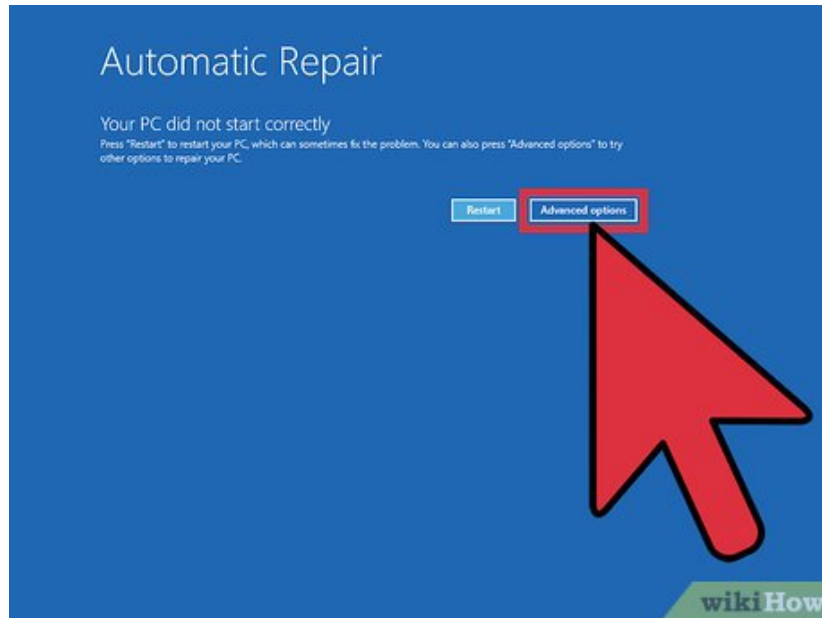 Automatic Repair
Your PC did not start correctly
Press "Restart" to restart your PC, which can sometimes fix the problem. You can also press "Advanced options" to try
other options to repair your PC.
Restart Advanced options
wikiHow